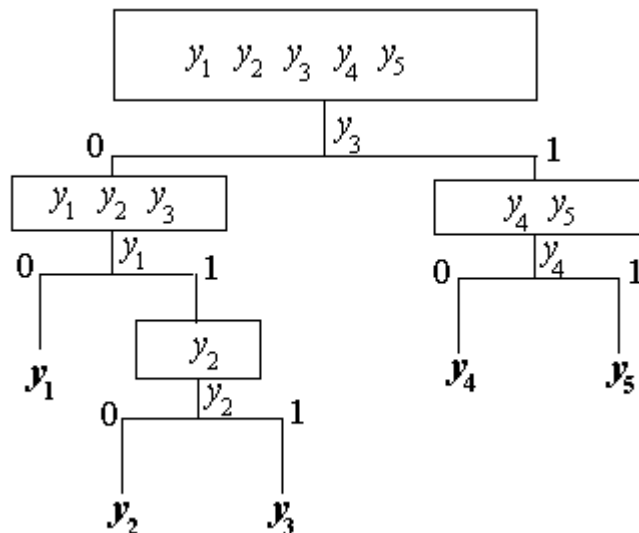 y₁ y₂ y₃ y₄ y₅
y₃
0 1
y₁ y₂ y₃ y₄ y₅
0 y₁ 1 0 y₄ 1
y₂
y₁ y₄ y₅
0 y₂ 1
y₂ y₃